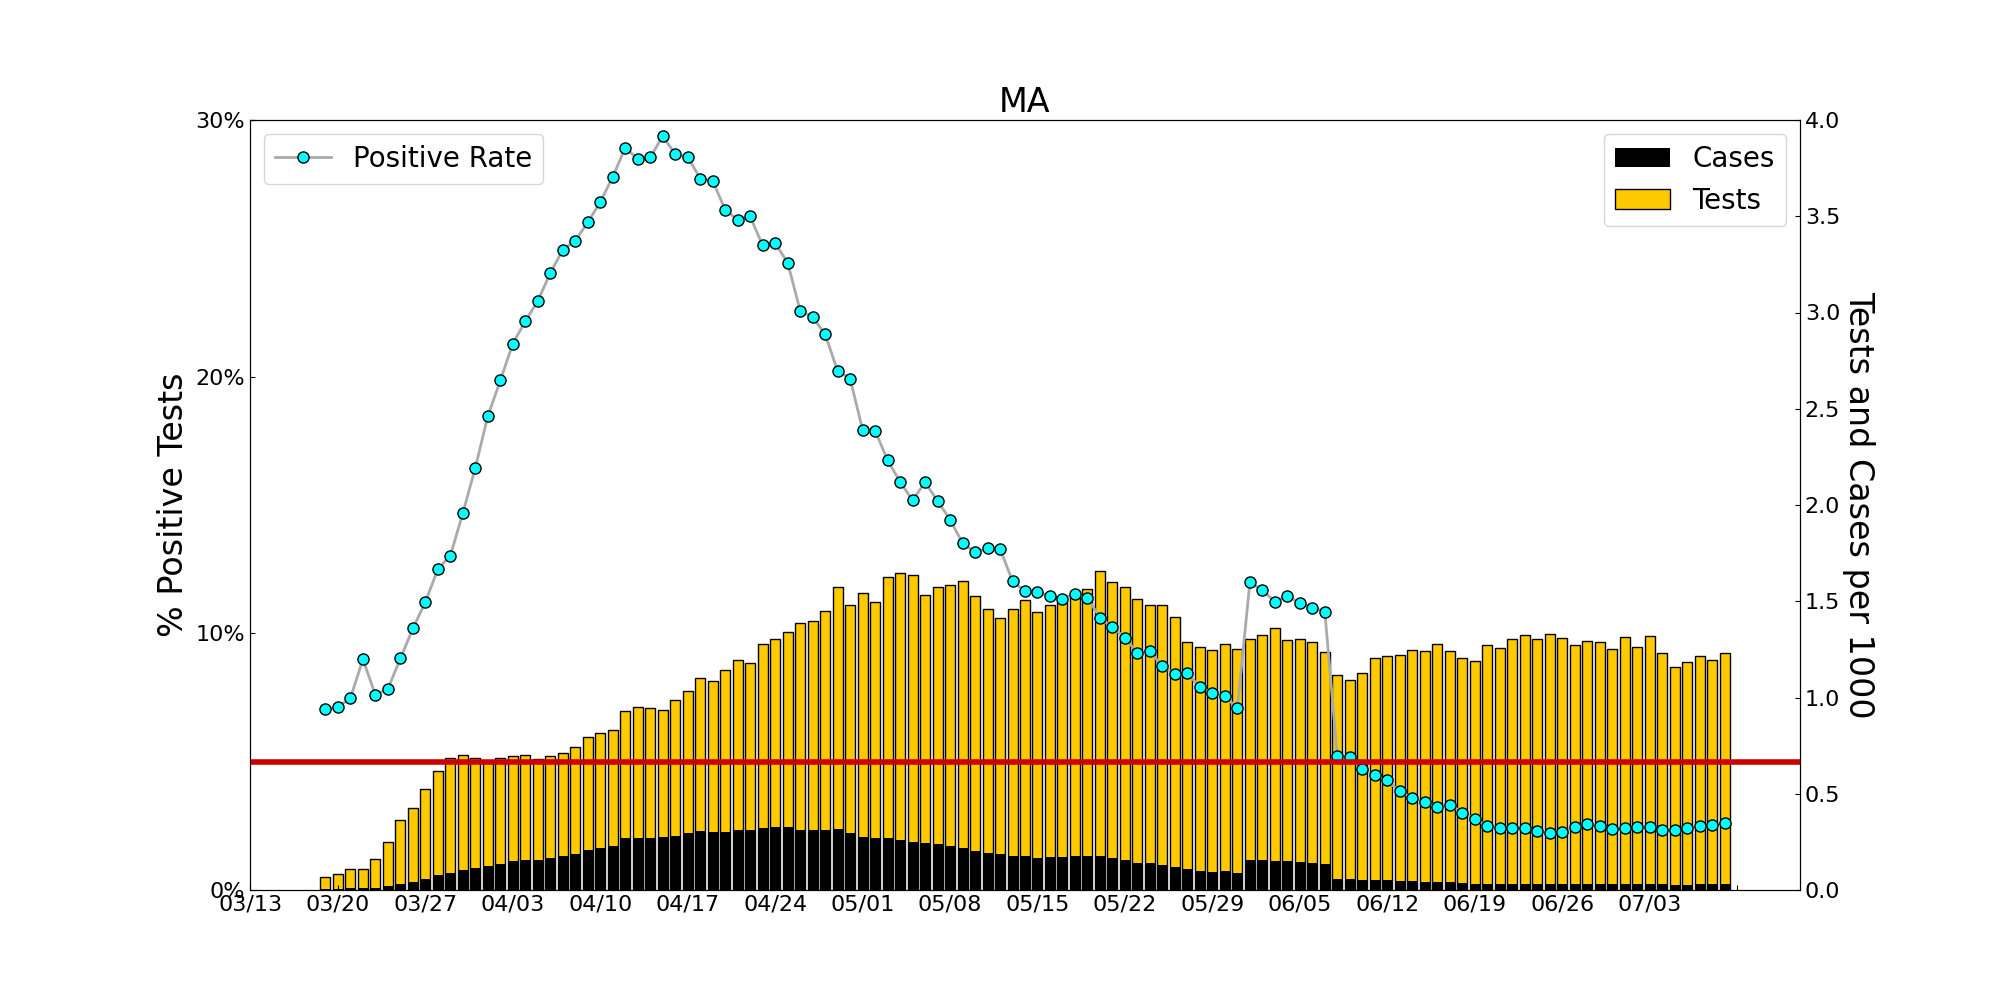 MA
30%
20%
10%
0%
% Positive Tests
Positive Rate
Cases
Tests
4.0
3.5
3.0
2.5
2.0
1.5
1.0
0.5
0.0
Tests and Cases per 1000
03/13 03/20 03/27 04/03 04/10 04/17 04/24 05/01 05/08 05/15 05/22 05/29 06/05 06/12 06/19 06/26 07/03